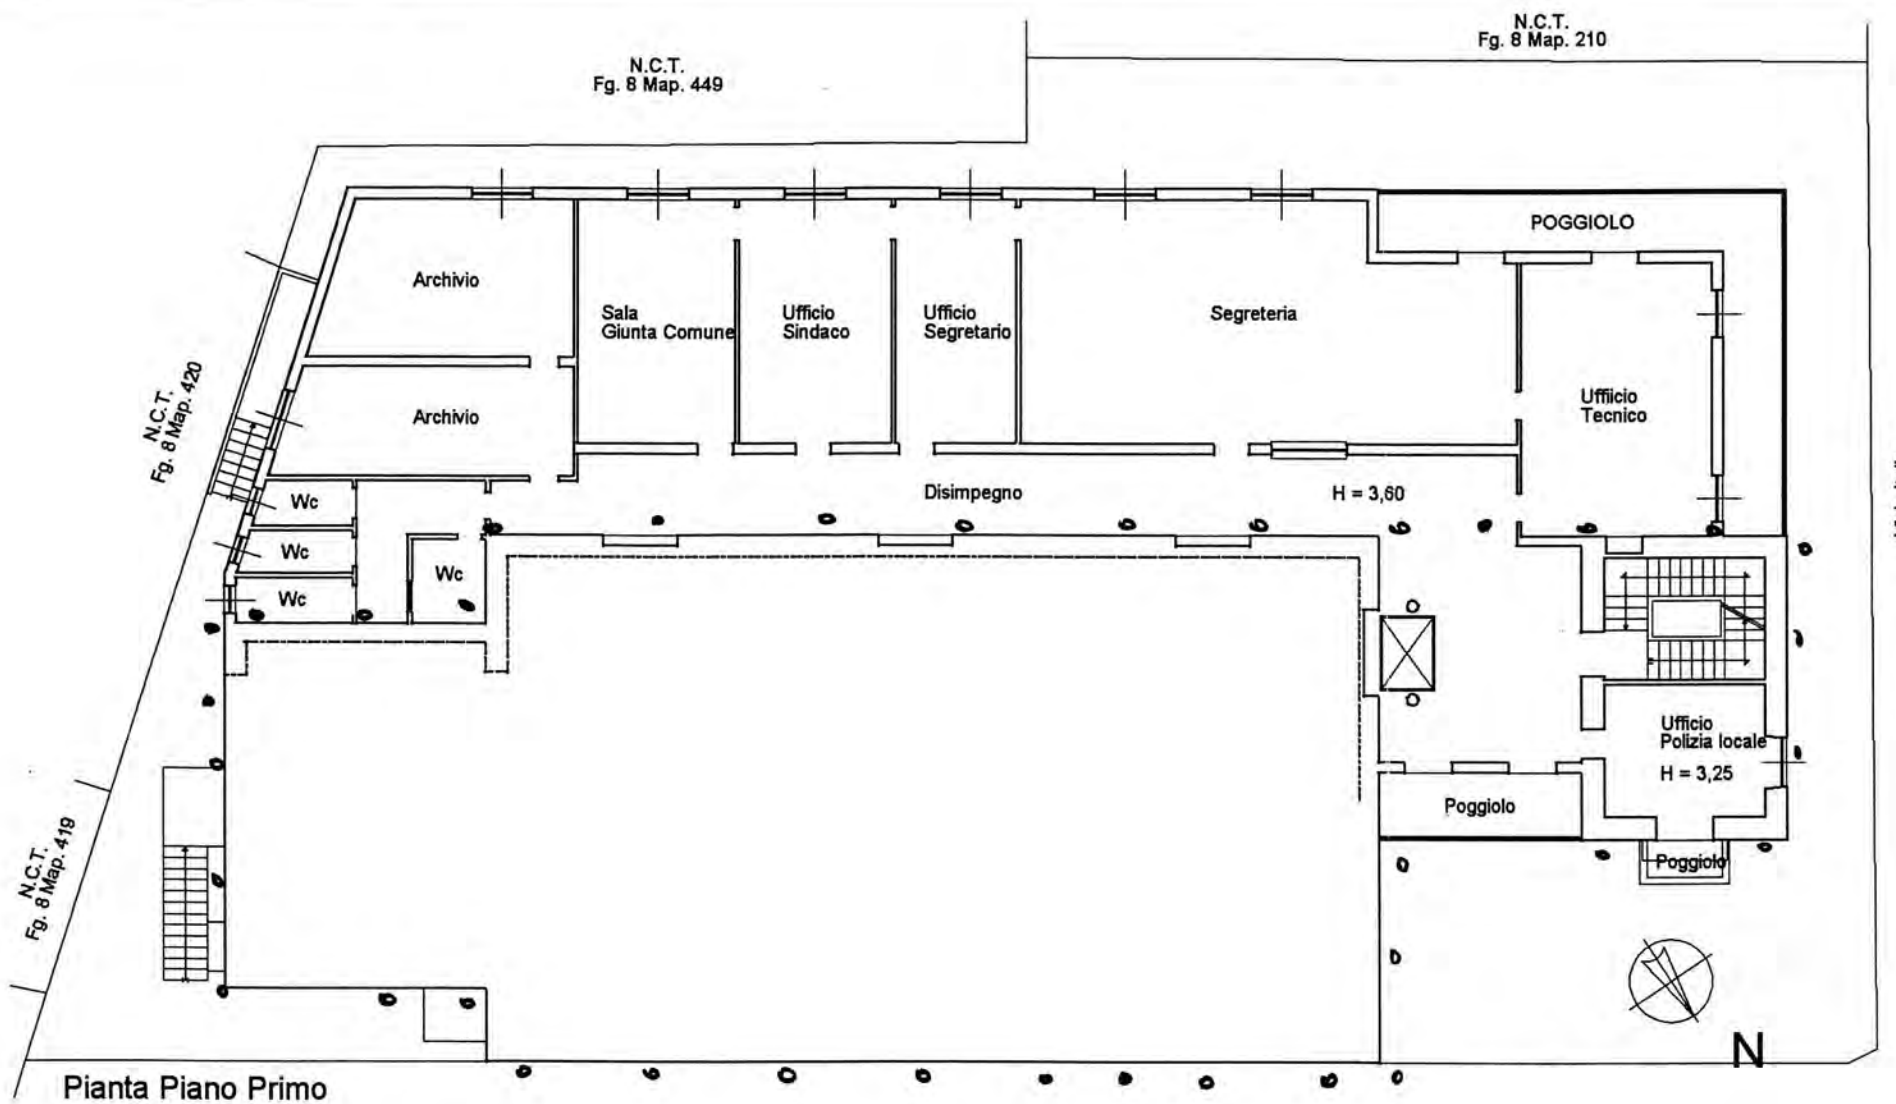 N.C.T.
Fg. 8 Map. 210
N.C.T.
Fg. 8 Map. 449
POGGIOLO
Archivio
Sala
Giunta Comune
Ufficio
Sindaco
Ufficio
Segretario
Segreteria
N.C.T.
Fg. 8 Map. 420
Archivio
Uffiicio
Tecnico
Wc
Disimpegno
H = 3,60
Wc
Wc
Wc
Ufficio
Polizia locale
H = 3,25
Poggiolo
N.C.T.
Fg. 8 Map. 419
Poggiolo
N
Pianta Piano Primo